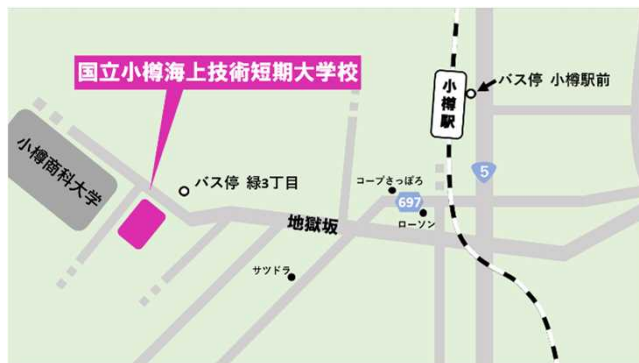 国立小樽海上技術短期大学校
小樽駅
バス停 小樽駅前
小樽商科大学
バス停 緑3丁目
コープさっぽろ
5
697
ローソン
地獄坂
サツドラ